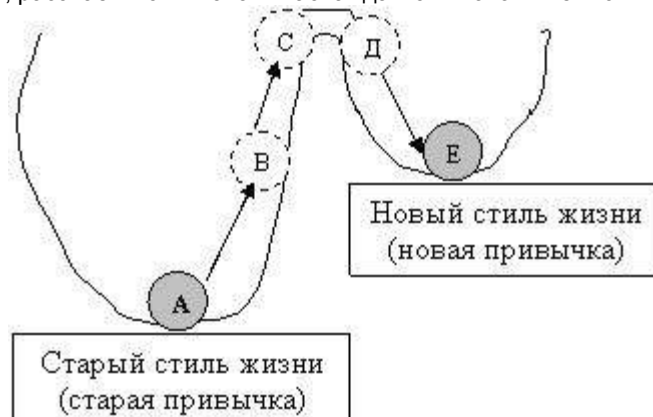 С
Д
В
Е
Новый стиль жизни
(новая привычка)
А
Старый стиль жизни
(старая привычка)